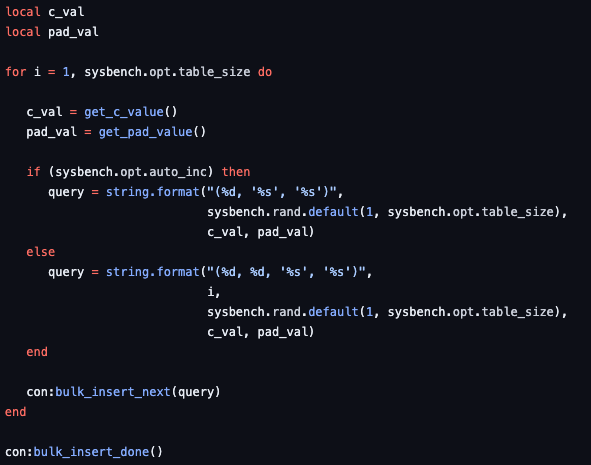 local c_val
local pad_val
for i = 1, sysbench.opt.table_size do
c_val = get_c_value()
pad_val = get_pad_value()
if (sysbench.opt.auto_inc) then
query = string.format("(%d, '%s', '%s')",
sysbench.rand.default(1, sysbench.opt.table_size),
c_val, pad_val)
else
query = string.format("(%d, %d, '%s', '%s')",
i,
sysbench.rand.default(1, sysbench.opt.table_size),
c_val, pad_val)
end
con:bulk_insert_next(query)
end
con:bulk_insert_done()